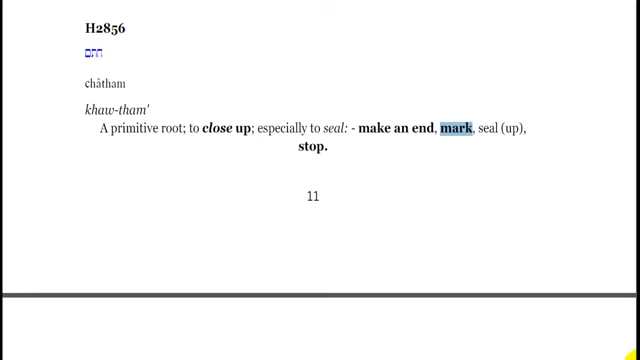 H2856
חתם
châtham
khaw-tham'
A primitive root; to close up; especially to seal: - make an end, mark, seal (up),
stop.
11